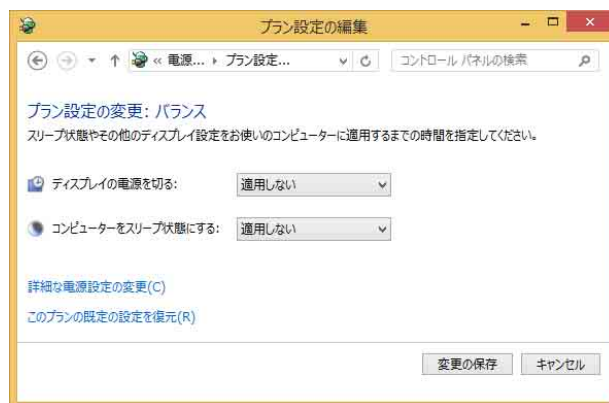 プラン設定の編集
« 電源... ▸ プラン設定...
コントロール パネルの検索
プラン設定の変更: バランス
スリープ状態やその他のディスプレイ設定をお使いのコンピューターに適用するまでの時間を指定してください。
ディスプレイの電源を切る: 適用しない
コンピューターをスリープ状態にする: 適用しない
詳細な電源設定の変更(C)
このプランの既定の設定を復元(R)
変更の保存 キャンセル